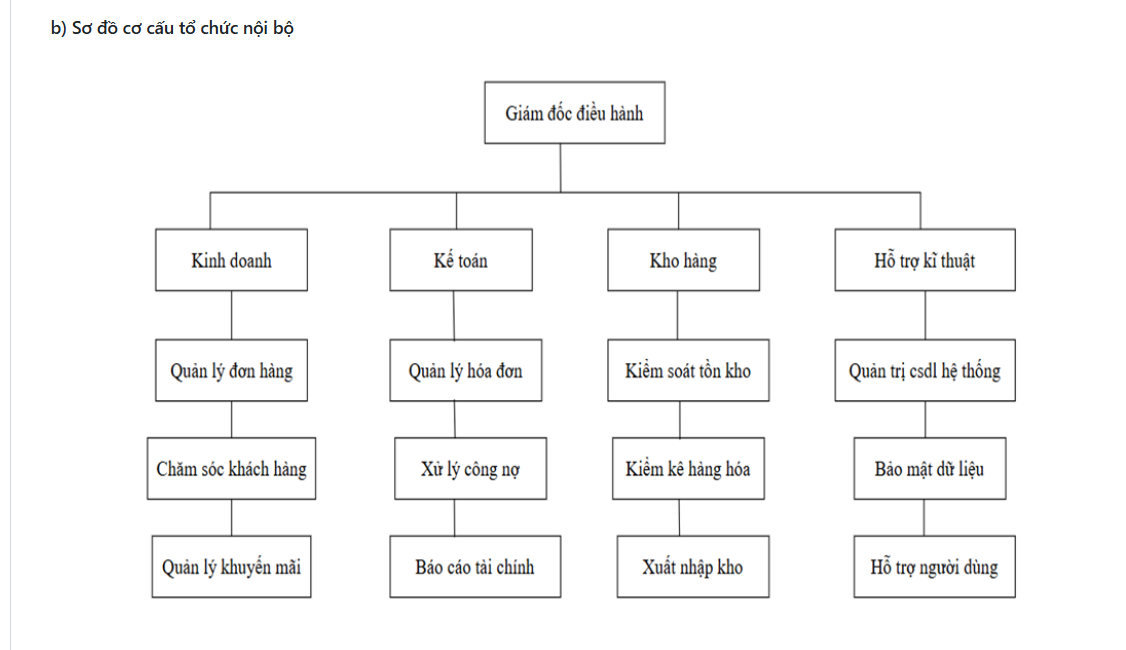 b) Sơ đồ cơ cấu tổ chức nội bộ
Giám đốc điều hành
Kinh doanh
Kế toán
Kho hàng
Hỗ trợ kĩ thuật
Quản lý đơn hàng
Quản lý hóa đơn
Kiểm soát tồn kho
Quản trị csdl hệ thống
Chăm sóc khách hàng
Xử lý công nợ
Kiểm kê hàng hóa
Bảo mật dữ liệu
Quản lý khuyến mãi
Báo cáo tài chính
Xuất nhập kho
Hỗ trợ người dùng